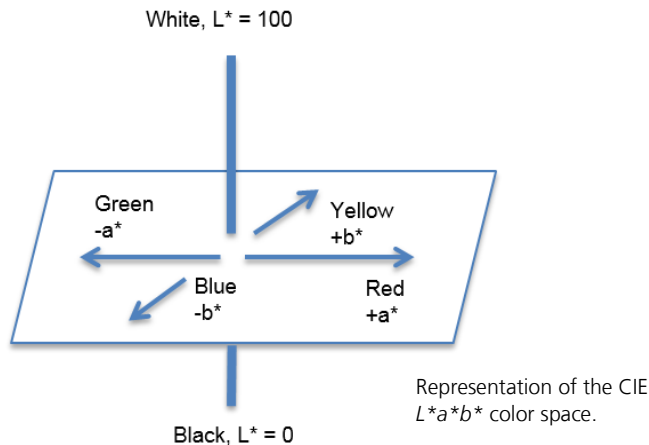 White, L* = 100
Green
-a*
Yellow
+b*
Blue
-b*
Red
+a*
Black, L* = 0
Representation of the CIE
L*a*b* color space.